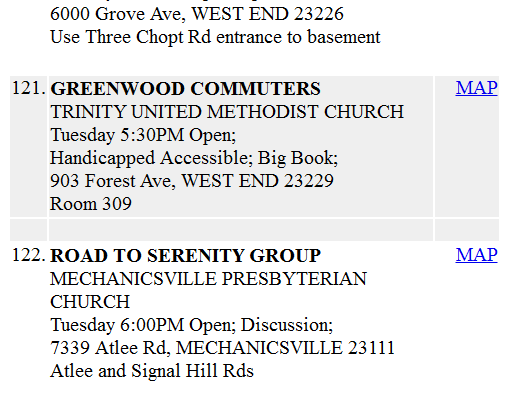 6000 Grove Ave, WEST END 23226
Use Three Chopt Rd entrance to basement
121. GREENWOOD COMMUTERS MAP
TRINITY UNITED METHODIST CHURCH
Tuesday 5:30PM Open;
Handicapped Accessible; Big Book;
903 Forest Ave, WEST END 23229
Room 309
122. ROAD TO SERENITY GROUP MAP
MECHANICSVILLE PRESBYTERIAN
CHURCH
Tuesday 6:00PM Open; Discussion;
7339 Atlee Rd, MECHANICSVILLE 23111
Atlee and Signal Hill Rds